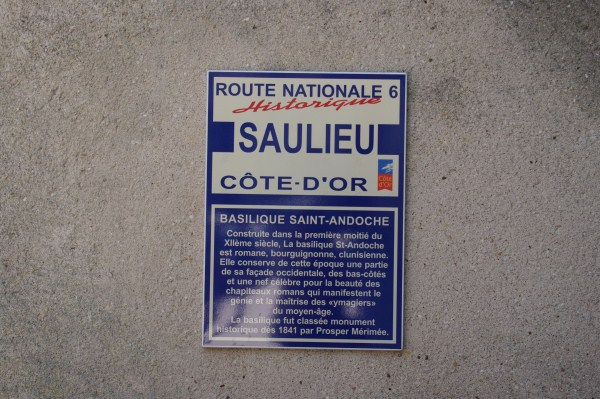 ROUTE NATIONALE 6
Historique
SAULIEU
CÔTE-D'OR
Côte
d'Or
BASILIQUE SAINT-ANDOCHE
Construite dans la première moitié du
XIIème siècle, La basilique St-Andoche
est romane, bourguignonne, clunisienne.
Elle conserve de cette époque une partie
de sa façade occidentale, des bas-côtés
et une nef célèbre pour la beauté des
chapiteaux romans qui manifestent le
génie et la maîtrise des «ymagiers»
du moyen-âge.
La basilique fut classée monument
historique dès 1841 par Prosper Mérimée.